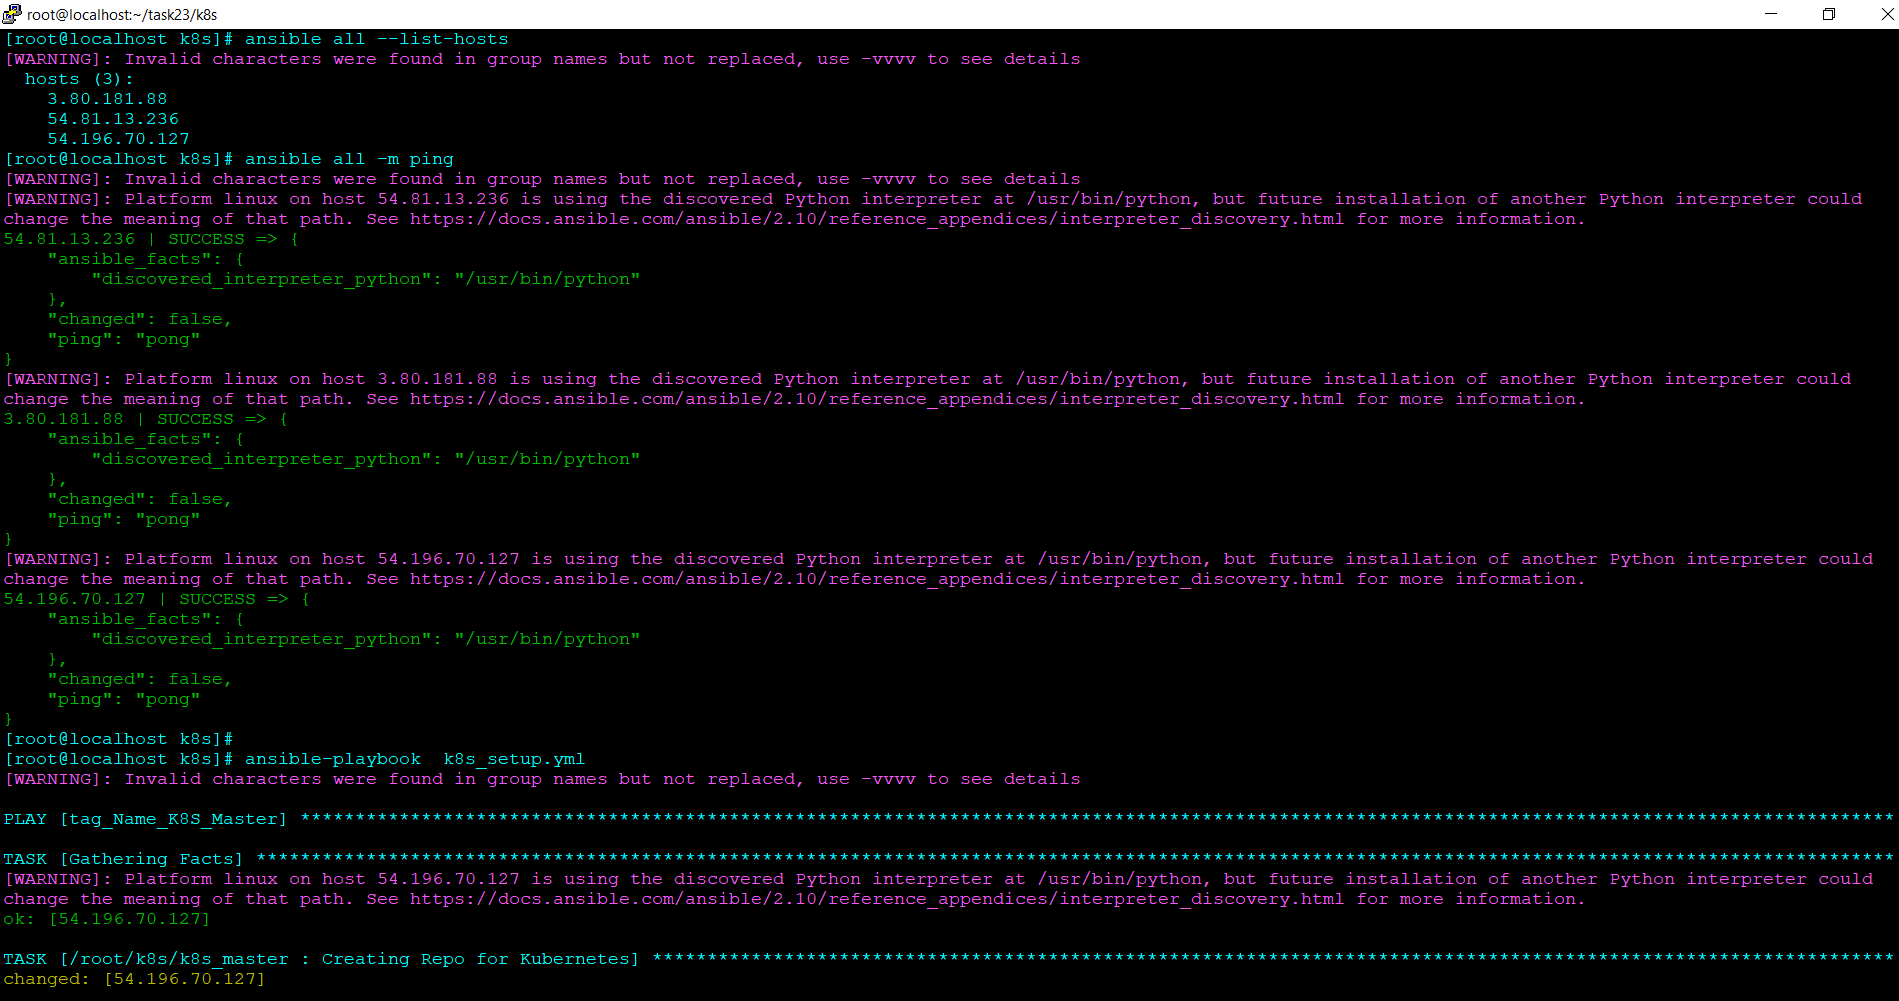 root@localhost:~/task23/k8s
[root@localhost k8s]# ansible all --list-hosts
[WARNING]: Invalid characters were found in group names but not replaced, use -vvvv to see details
  hosts (3):
    3.80.181.88
    54.81.13.236
    54.196.70.127
[root@localhost k8s]# ansible all -m ping
[WARNING]: Invalid characters were found in group names but not replaced, use -vvvv to see details
[WARNING]: Platform linux on host 54.81.13.236 is using the discovered Python interpreter at /usr/bin/python, but future installation of another Python interpreter could
change the meaning of that path. See https://docs.ansible.com/ansible/2.10/reference_appendices/interpreter_discovery.html for more information.
54.81.13.236 | SUCCESS => {
    "ansible_facts": {
        "discovered_interpreter_python": "/usr/bin/python"
    },
    "changed": false,
    "ping": "pong"
}
[WARNING]: Platform linux on host 3.80.181.88 is using the discovered Python interpreter at /usr/bin/python, but future installation of another Python interpreter could
change the meaning of that path. See https://docs.ansible.com/ansible/2.10/reference_appendices/interpreter_discovery.html for more information.
3.80.181.88 | SUCCESS => {
    "ansible_facts": {
        "discovered_interpreter_python": "/usr/bin/python"
    },
    "changed": false,
    "ping": "pong"
}
[WARNING]: Platform linux on host 54.196.70.127 is using the discovered Python interpreter at /usr/bin/python, but future installation of another Python interpreter could
change the meaning of that path. See https://docs.ansible.com/ansible/2.10/reference_appendices/interpreter_discovery.html for more information.
54.196.70.127 | SUCCESS => {
    "ansible_facts": {
        "discovered_interpreter_python": "/usr/bin/python"
    },
    "changed": false,
    "ping": "pong"
}
[root@localhost k8s]#
[root@localhost k8s]# ansible-playbook  k8s_setup.yml
[WARNING]: Invalid characters were found in group names but not replaced, use -vvvv to see details
PLAY [tag_Name_K8S_Master] *************************************************************************************************************************************************
TASK [Gathering Facts] *****************************************************************************************************************************************************
[WARNING]: Platform linux on host 54.196.70.127 is using the discovered Python interpreter at /usr/bin/python, but future installation of another Python interpreter could
change the meaning of that path. See https://docs.ansible.com/ansible/2.10/reference_appendices/interpreter_discovery.html for more information.
ok: [54.196.70.127]
TASK [/root/k8s/k8s_master : Creating Repo for Kubernetes] *****************************************************************************************************************
changed: [54.196.70.127]